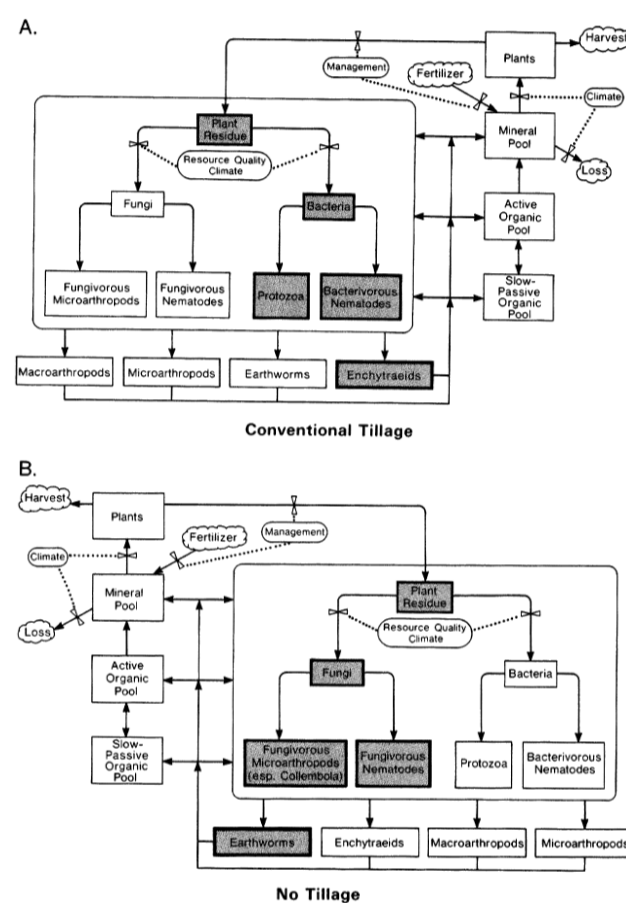 A.
Harvest
Plants
Management
Fertilizer
Climate
Mineral
Pool
Loss
Plant
Residue
Resource Quality
Climate
Fungi
Bacteria
Active
Organic
Pool
Fungivorous
Microarthropods
Fungivorous
Nematodes
Protozoa
Bacterivorous
Nematodes
Slow-
Passive
Organic Pool
Macroarthropods
Microarthropods
Earthworms
Enchytraeids
Conventional Tillage
B.
Harvest
Plants
Fertilizer
Management
Climate
Mineral
Pool
Loss
Plant
Residue
Resource Quality
Climate
Active
Organic
Pool
Fungi
Bacteria
Slow-
Passive
Organic Pool
Fungivorous
Microarthropods
(esp. Collembola)
Fungivorous
Nematodes
Protozoa
Bacterivorous
Nematodes
Earthworms
Enchytraeids
Macroarthropods
Microarthropods
No Tillage